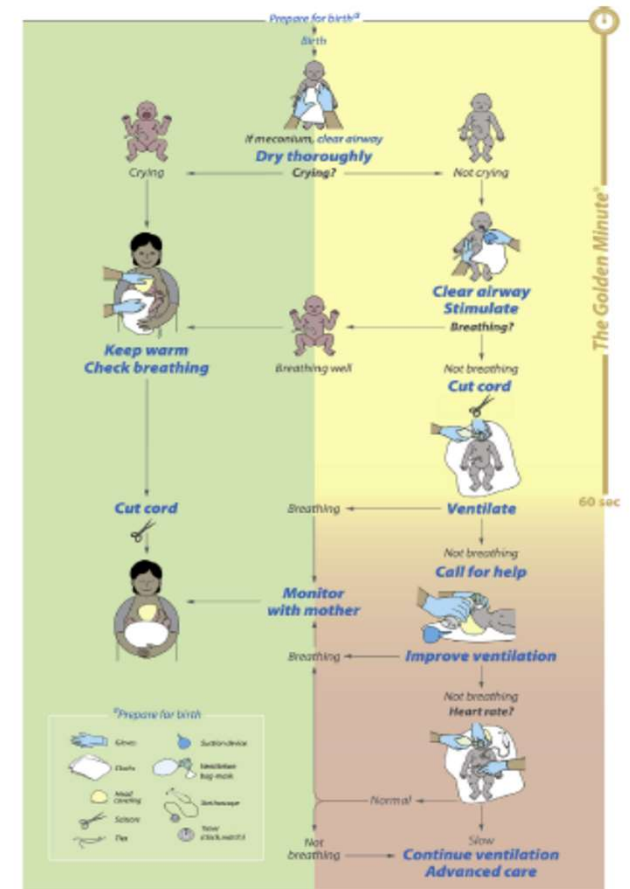 Prepare for birth@
Birth
If meconium, clear airway
Dry thoroughly
Crying?
Crying
Not crying
Clear airway
Stimulate
Breathing?
Breathing well
Keep warm
Check breathing
Not breathing
Cut cord
The Golden Minute®
60 sec
Cut cord
Breathing
Ventilate
Not breathing
Call for help
Monitor
with mother
Breathing
Improve ventilation
Not breathing
Heart rate?
Normal
Slow
Not
breathing
Continue ventilation
Advanced care
Prepare for birth
Gloves
Suction device
Cloths
Ventilation
bag-mask
Head
covering
Stethoscope
Scissors
Ties
Timer
(clock, watch)